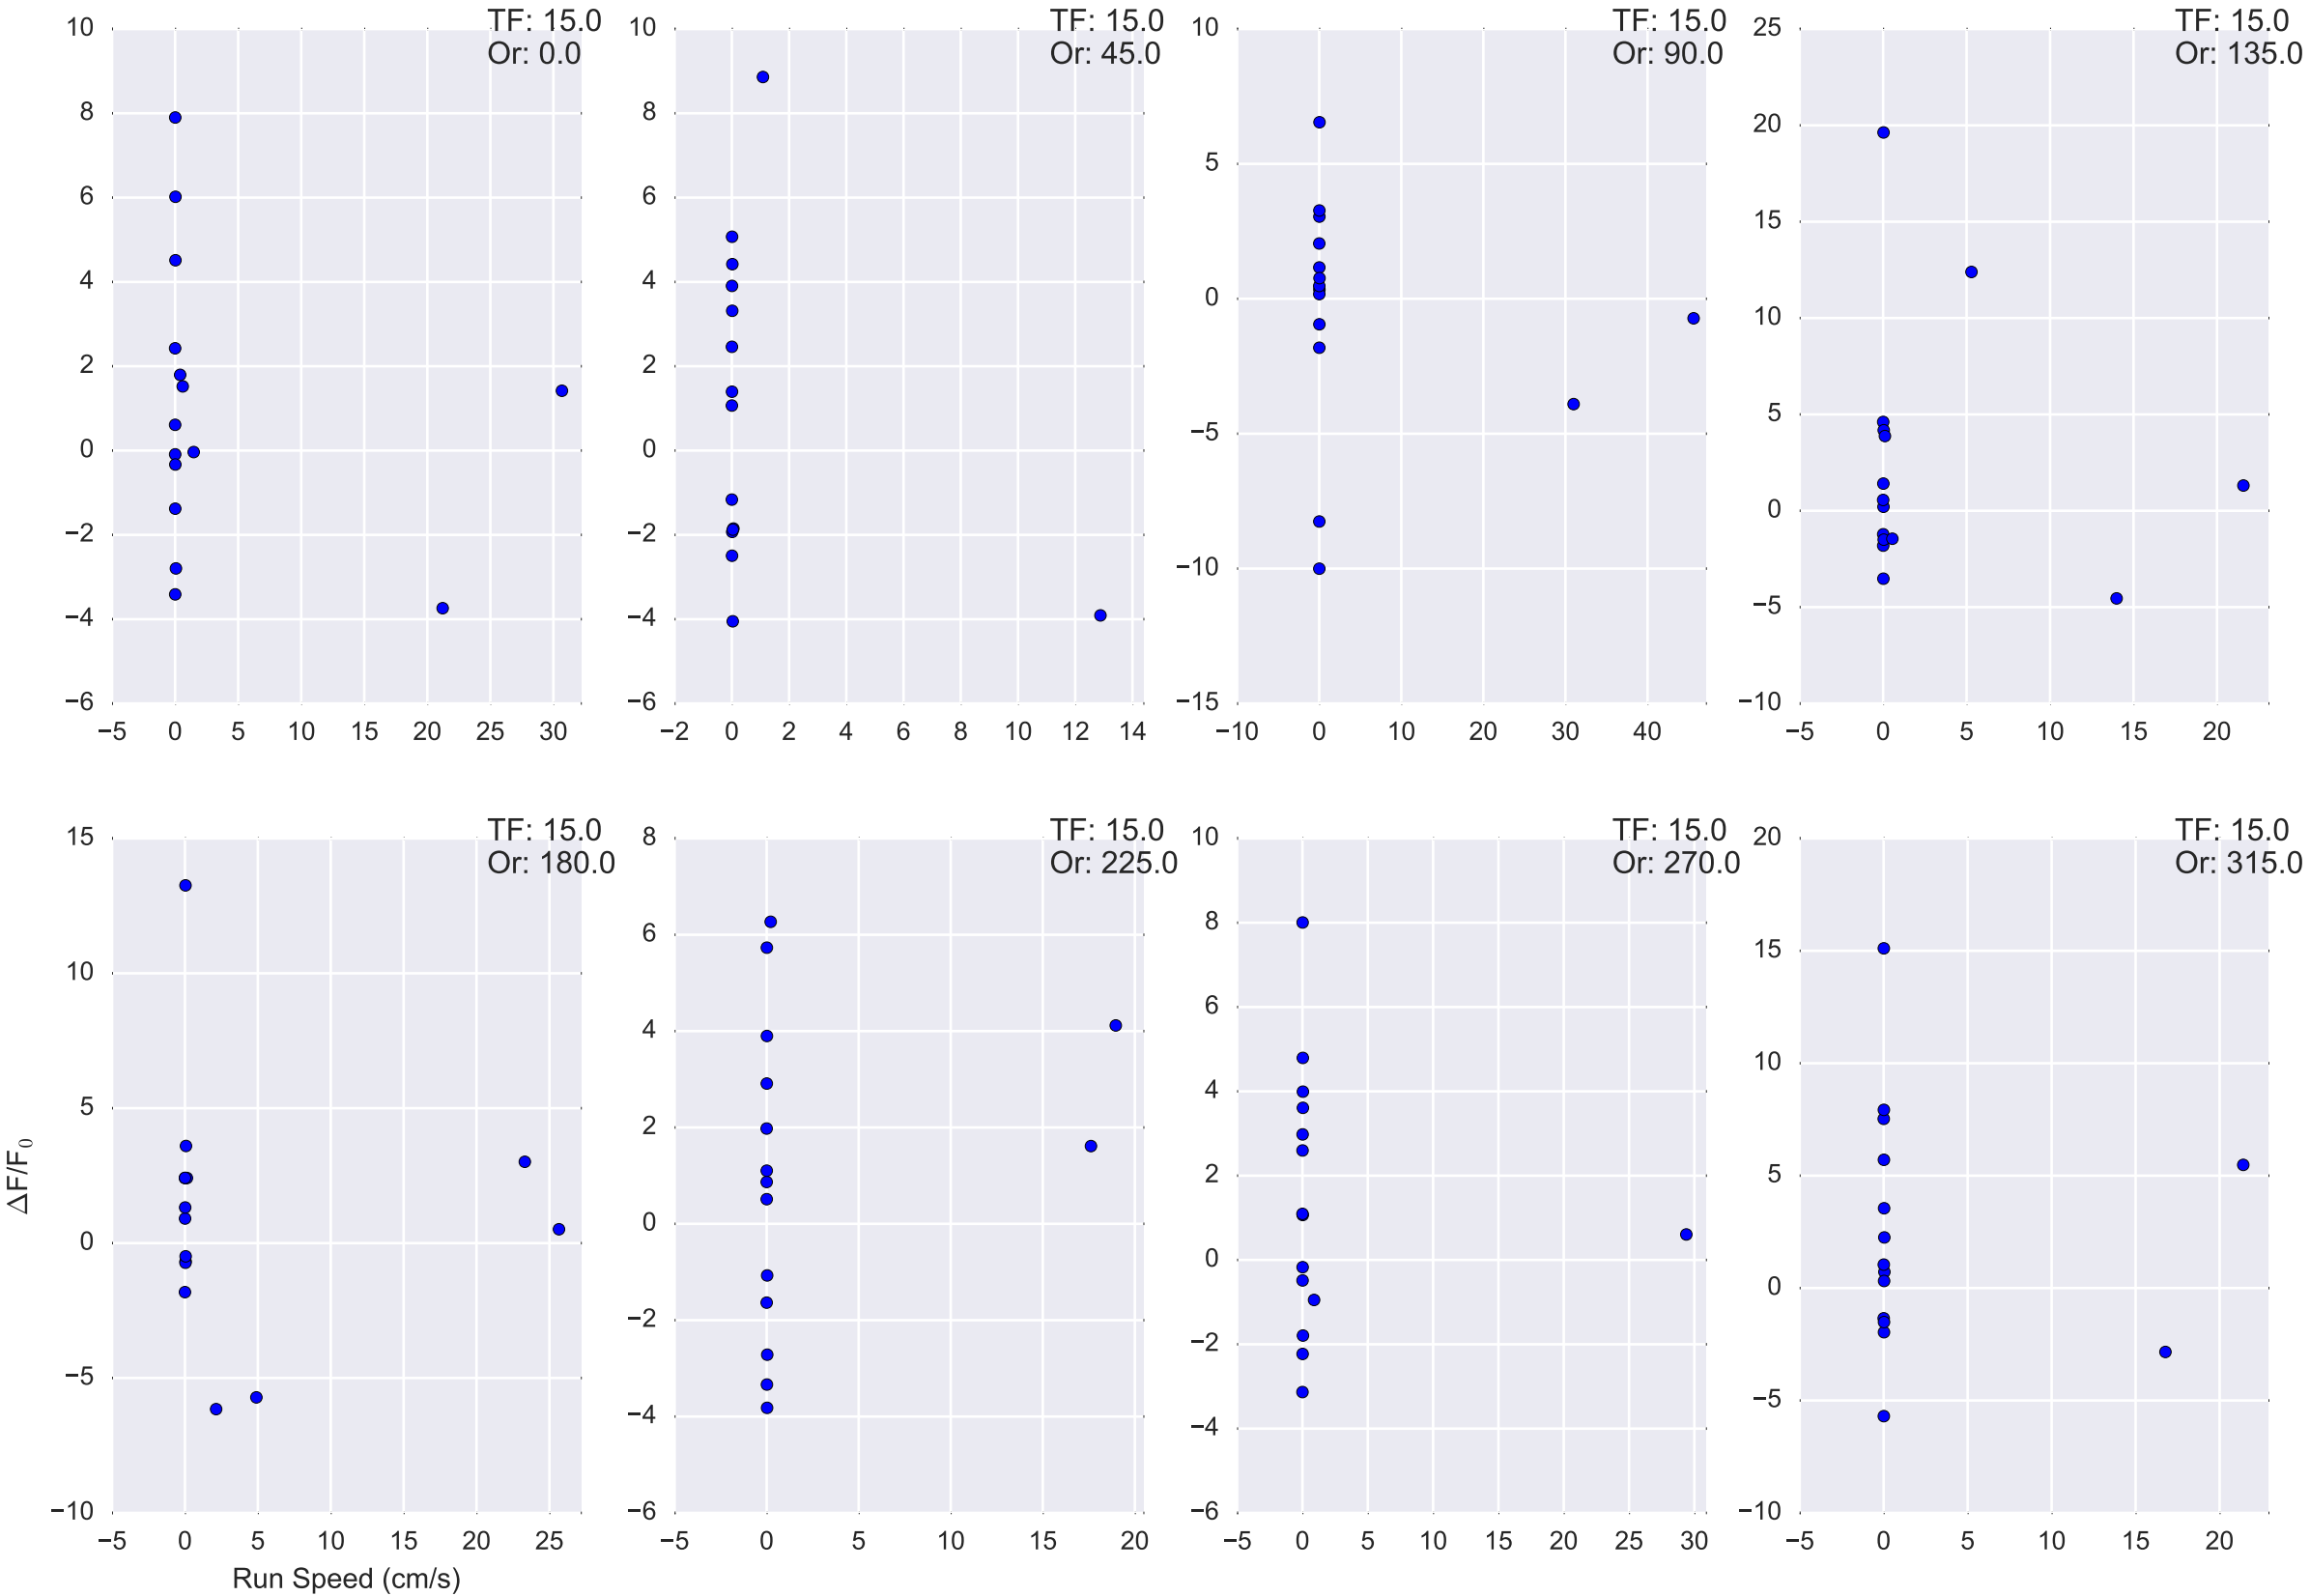 TF: 15.0
Or: 0.0
10
8
6
4
2
0
−2
−4
−6
−5 0 5 10 15 20 25 30
TF: 15.0
Or: 45.0
10
8
6
4
2
0
−2
−4
−6
−2 0 2 4 6 8 10 12 14
TF: 15.0
Or: 90.0
10
5
0
−5
−10
−15
−10 0 10 20 30 40
TF: 15.0
Or: 135.0
25
20
15
10
5
0
−5
−10
−5 0 5 10 15 20
TF: 15.0
Or: 180.0
15
10
5
0
−5
−10
−5 0 5 10 15 20 25
Run Speed (cm/s)
ΔF/F₀
TF: 15.0
Or: 225.0
8
6
4
2
0
−2
−4
−6
−5 0 5 10 15 20
TF: 15.0
Or: 270.0
10
8
6
4
2
0
−2
−4
−6
−5 0 5 10 15 20 25 30
TF: 15.0
Or: 315.0
20
15
10
5
0
−5
−10
−5 0 5 10 15 20